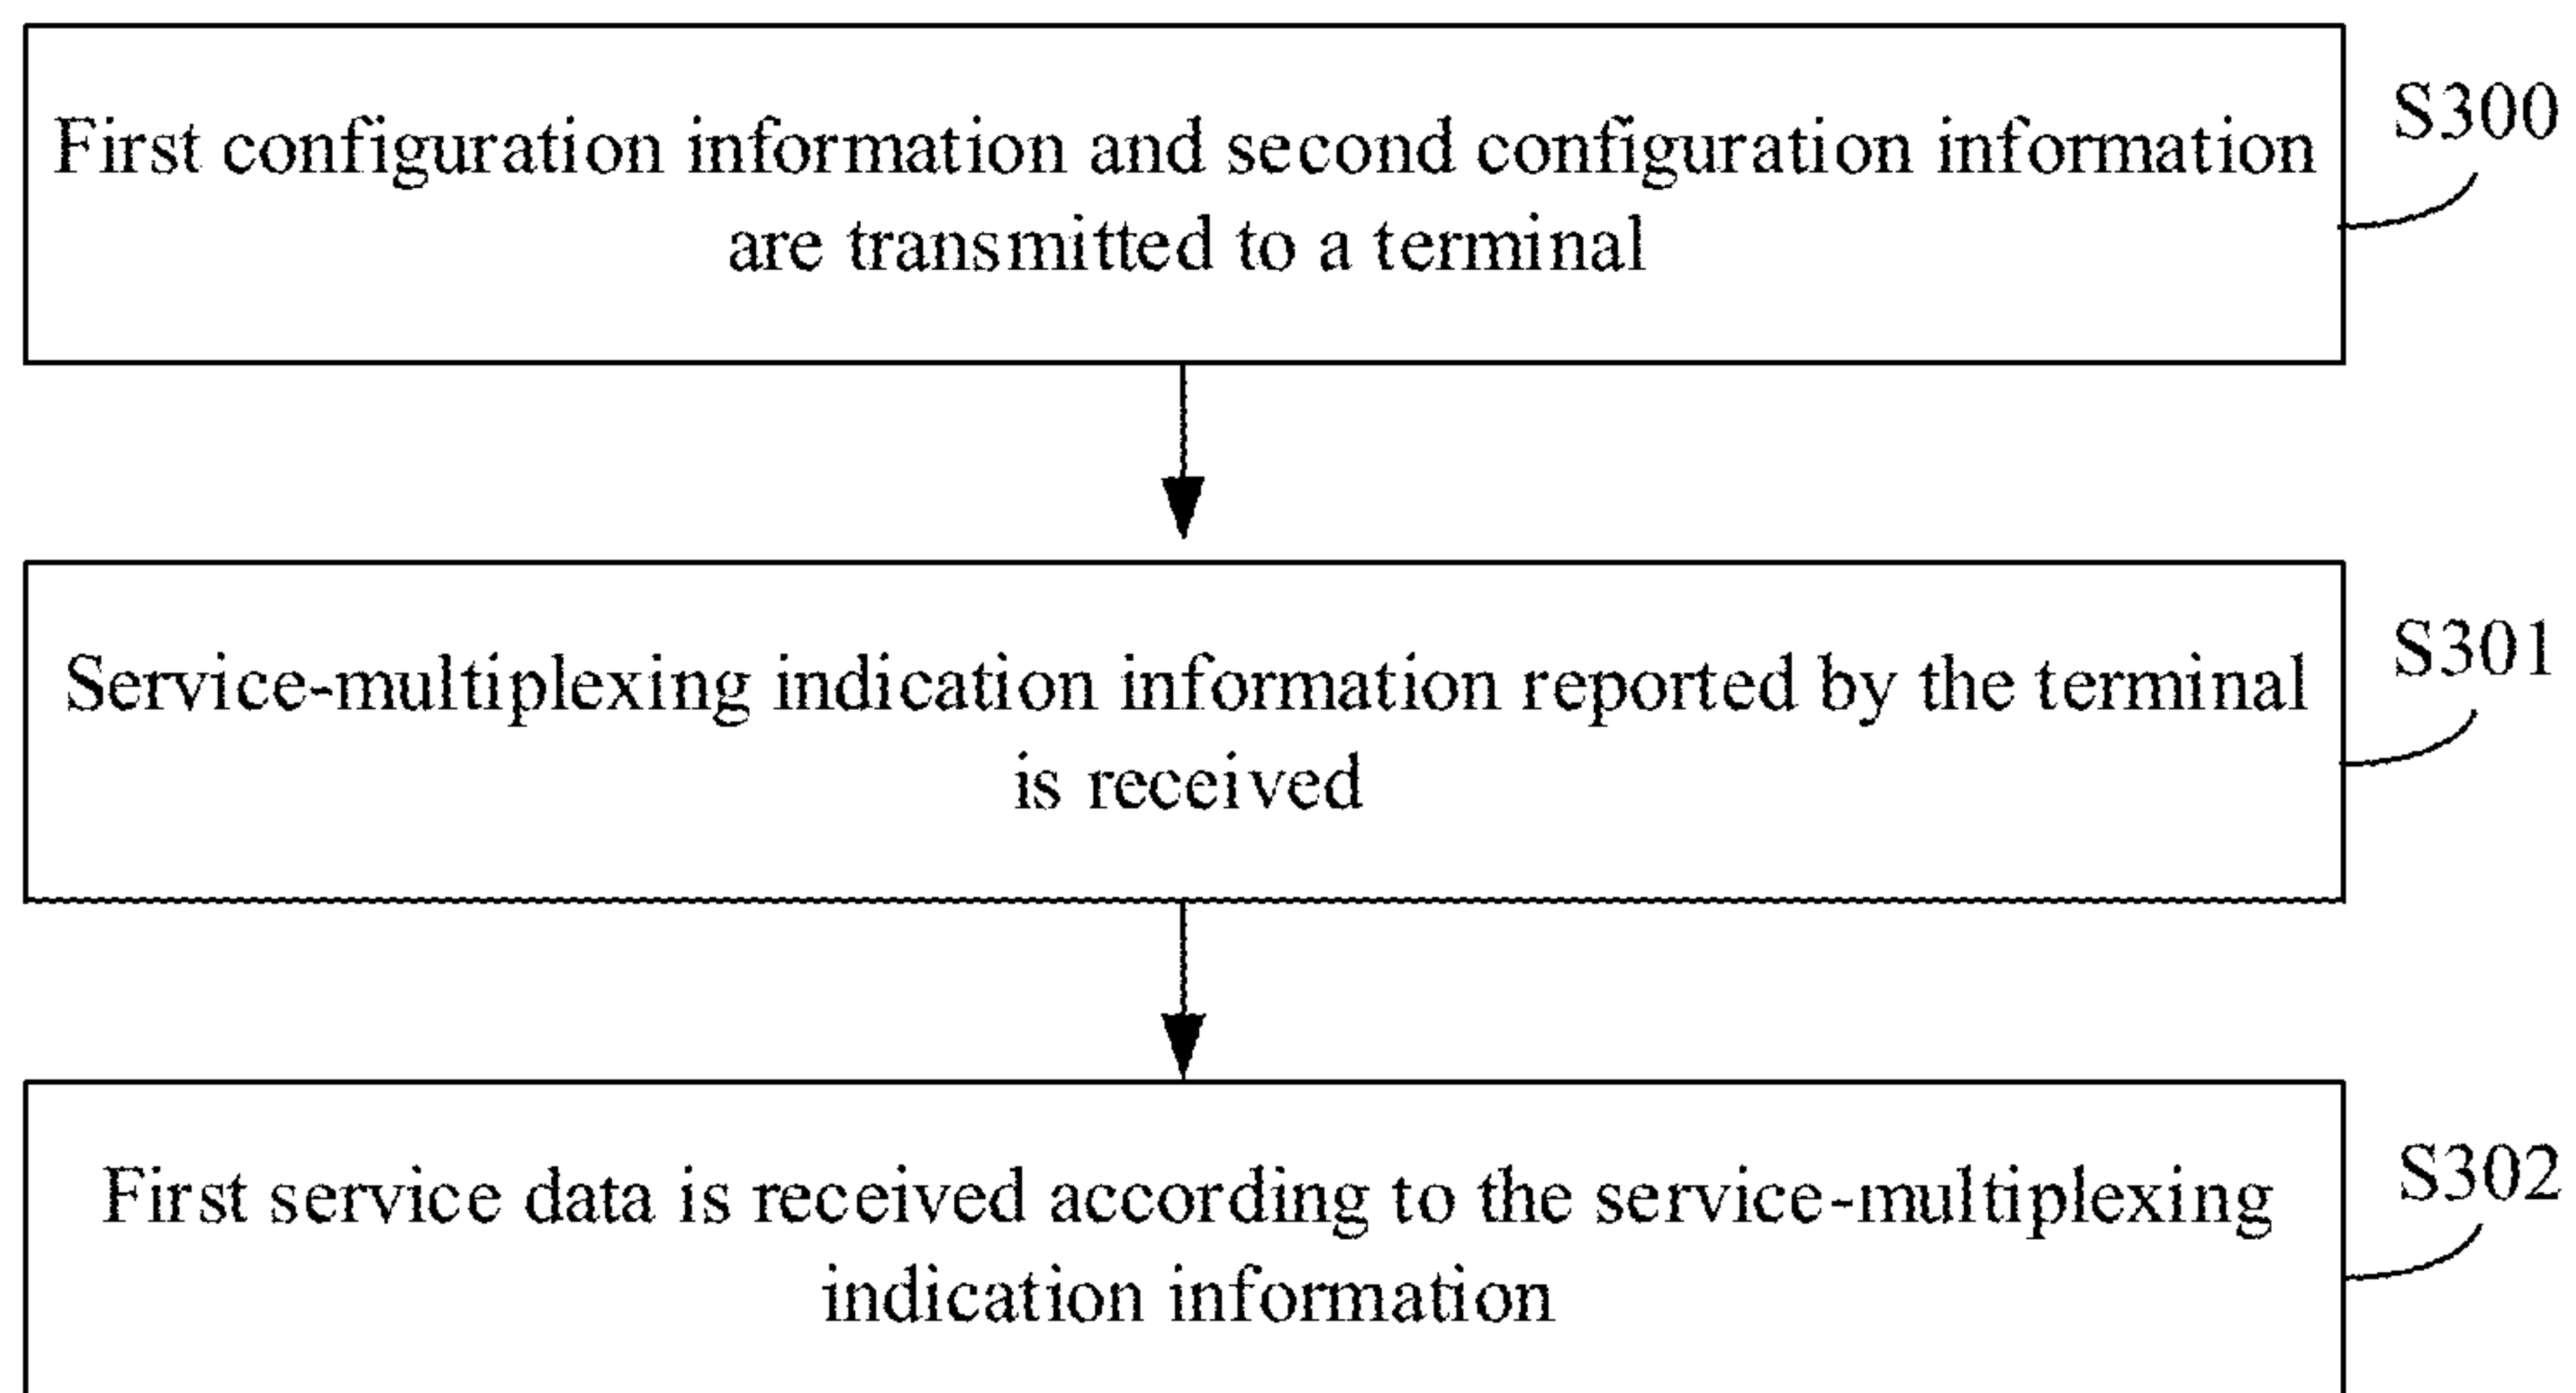 First configuration information and second configuration information
are transmitted to a terminal
S300
Service-multiplexing indication information reported by the terminal
is received
S301
First service data is received according to the service-multiplexing
indication information
S302